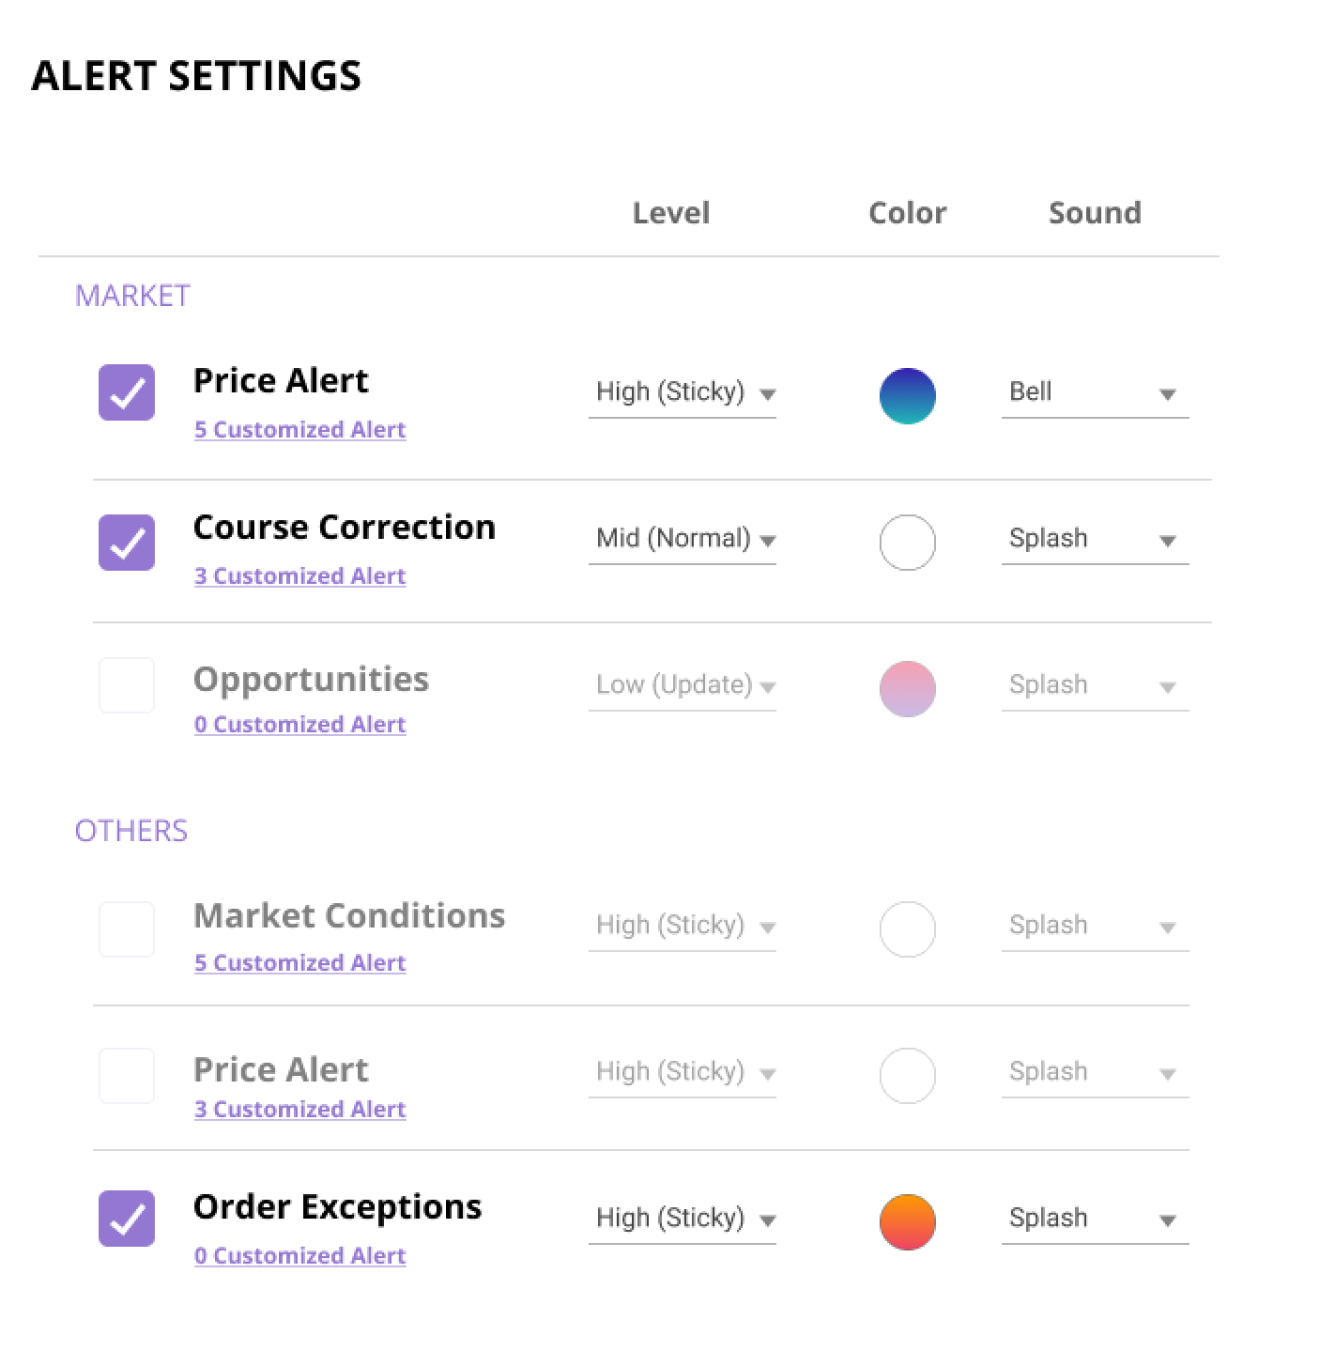 ALERT SETTINGS
Level Color Sound
MARKET
Price Alert High (Sticky) Bell
5 Customized Alert
Course Correction Mid (Normal) Splash
3 Customized Alert
Opportunities Low (Update) Splash
0 Customized Alert
OTHERS
Market Conditions High (Sticky) Splash
5 Customized Alert
Price Alert High (Sticky) Splash
3 Customized Alert
Order Exceptions High (Sticky) Splash
0 Customized Alert